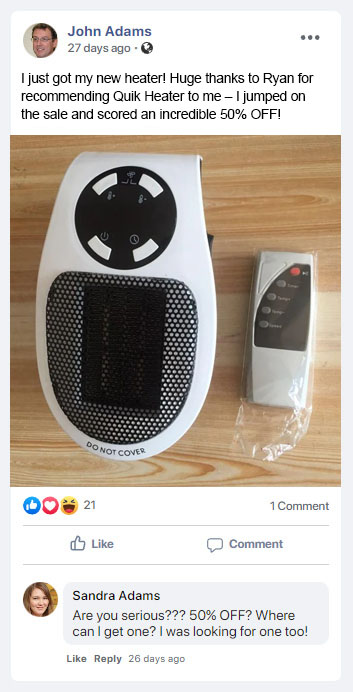 John Adams
27 days ago ·
I just got my new heater! Huge thanks to Ryan for
recommending Quik Heater to me – I jumped on
the sale and scored an incredible 50% OFF!
DO NOT COVER
21
1 Comment
Like
Comment
Sandra Adams
Are you serious??? 50% OFF? Where
can I get one? I was looking for one too!
Like Reply 26 days ago